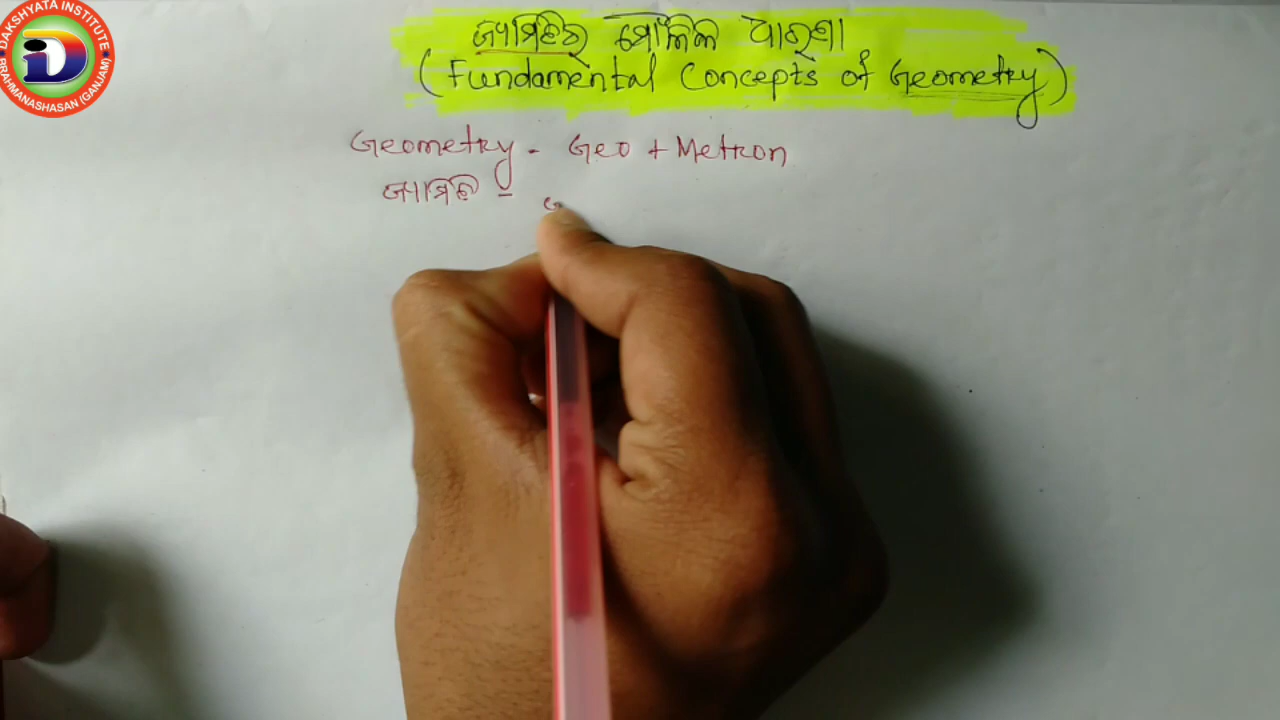 DAKSHYATA INSTITUTE
BRAHMANASHASAN (GANJAM)
ଜ୍ୟାମିତିର ମୌଳିକ ଧାରଣା
(Fundamental Concepts of Geometry)
Geometry - Geo + Metron
ଜ୍ୟାମିତି -